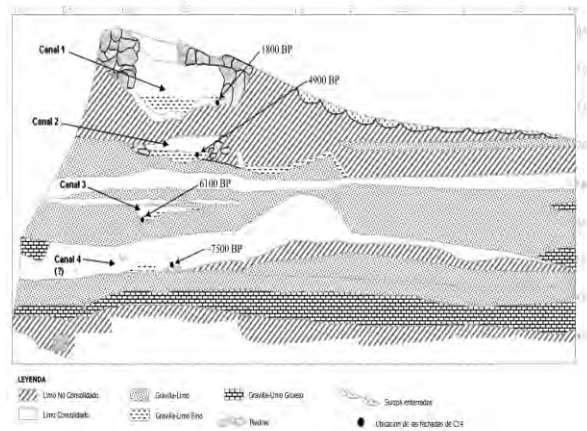 Canal 1
1800 BP
4900 BP
Canal 2
Canal 3
6100 BP
7500 BP
Canal 4
(?)
LEYENDA
Limo No Consolidado
Gravilla-Limo
Gravilla-Limo Grueso
Surcos enterrados
Limo Consolidado
Gravilla-Limo Fino
Piedras
Ubicacion de las fechadas de C14